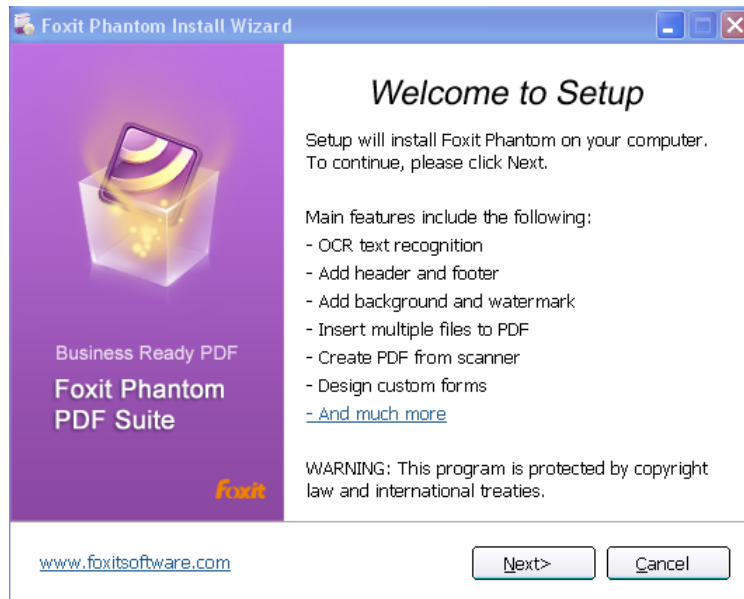 Foxit Phantom Install Wizard
Welcome to Setup
Setup will install Foxit Phantom on your computer.
To continue, please click Next.
Main features include the following:
- OCR text recognition
- Add header and footer
- Add background and watermark
- Insert multiple files to PDF
- Create PDF from scanner
- Design custom forms
- And much more
WARNING: This program is protected by copyright
law and international treaties.
Business Ready PDF
Foxit Phantom
PDF Suite
foxit
www.foxitsoftware.com
Next>
Cancel